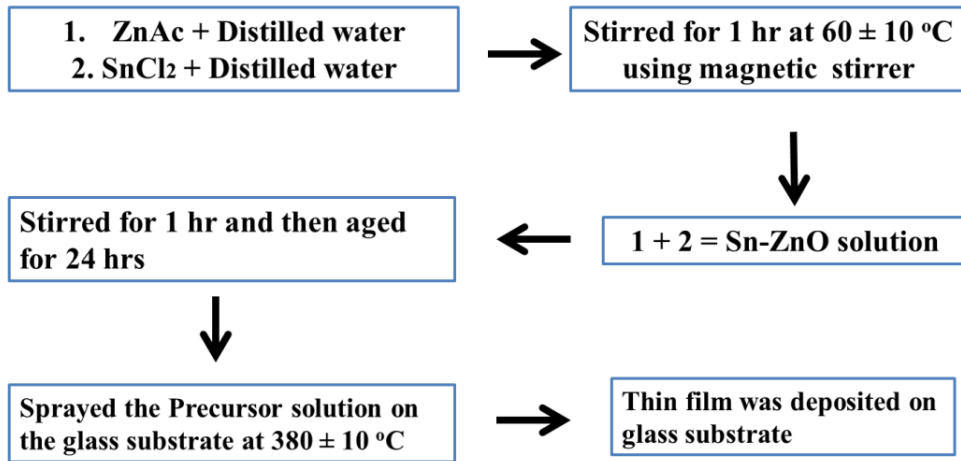 1. ZnAc + Distilled water
2. SnCl₂ + Distilled water
Stirred for 1 hr at 60 ± 10 ºC
using magnetic stirrer
1 + 2 = Sn-ZnO solution
Stirred for 1 hr and then aged
for 24 hrs
Sprayed the Precursor solution on
the glass substrate at 380 ± 10 ºC
Thin film was deposited on
glass substrate